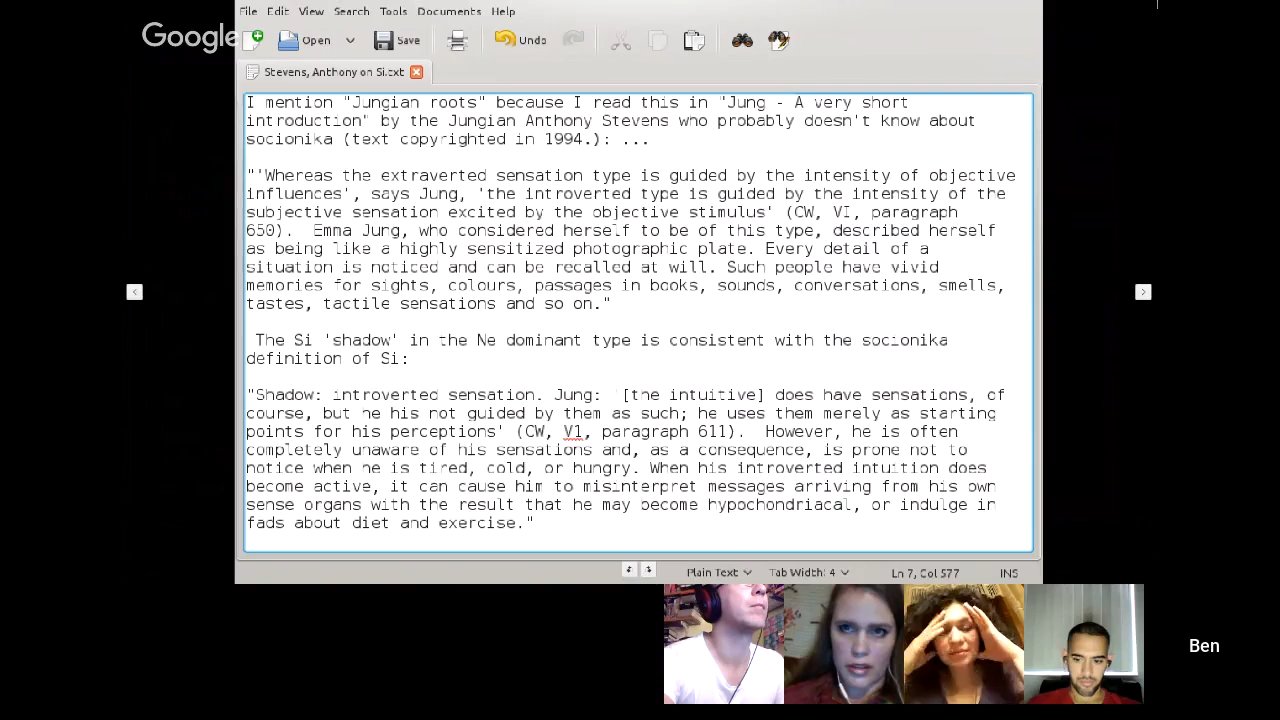 File Edit View Search Tools Documents Help
Google
Open Save Undo
Stevens, Anthony on Si.txt
I mention "Jungian roots" because I read this in "Jung - A very short
introduction" by the Jungian Anthony Stevens who probably doesn't know about
socionika (text copyrighted in 1994.): ...
"'Whereas the extraverted sensation type is guided by the intensity of objective
influences', says Jung, 'the introverted type is guided by the intensity of the
subjective sensation excited by the objective stimulus' (CW, VI, paragraph
650).  Emma Jung, who considered herself to be of this type, described herself
as being like a highly sensitized photographic plate. Every detail of a
situation is noticed and can be recalled at will. Such people have vivid
memories for sights, colours, passages in books, sounds, conversations, smells,
tastes, tactile sensations and so on."
The Si 'shadow' in the Ne dominant type is consistent with the socionika
definition of Si:
"Shadow: introverted sensation. Jung: '[the intuitive] does have sensations, of
course, but he his not guided by them as such; he uses them merely as starting
points for his perceptions' (CW, V1, paragraph 611).  However, he is often
completely unaware of his sensations and, as a consequence, is prone not to
notice when he is tired, cold, or hungry. When his introverted intuition does
become active, it can cause him to misinterpret messages arriving from his own
sense organs with the result that he may become hypochondriacal, or indulge in
fads about diet and exercise."
Plain Text Tab Width: 4 Ln 7, Col 577 INS
Ben